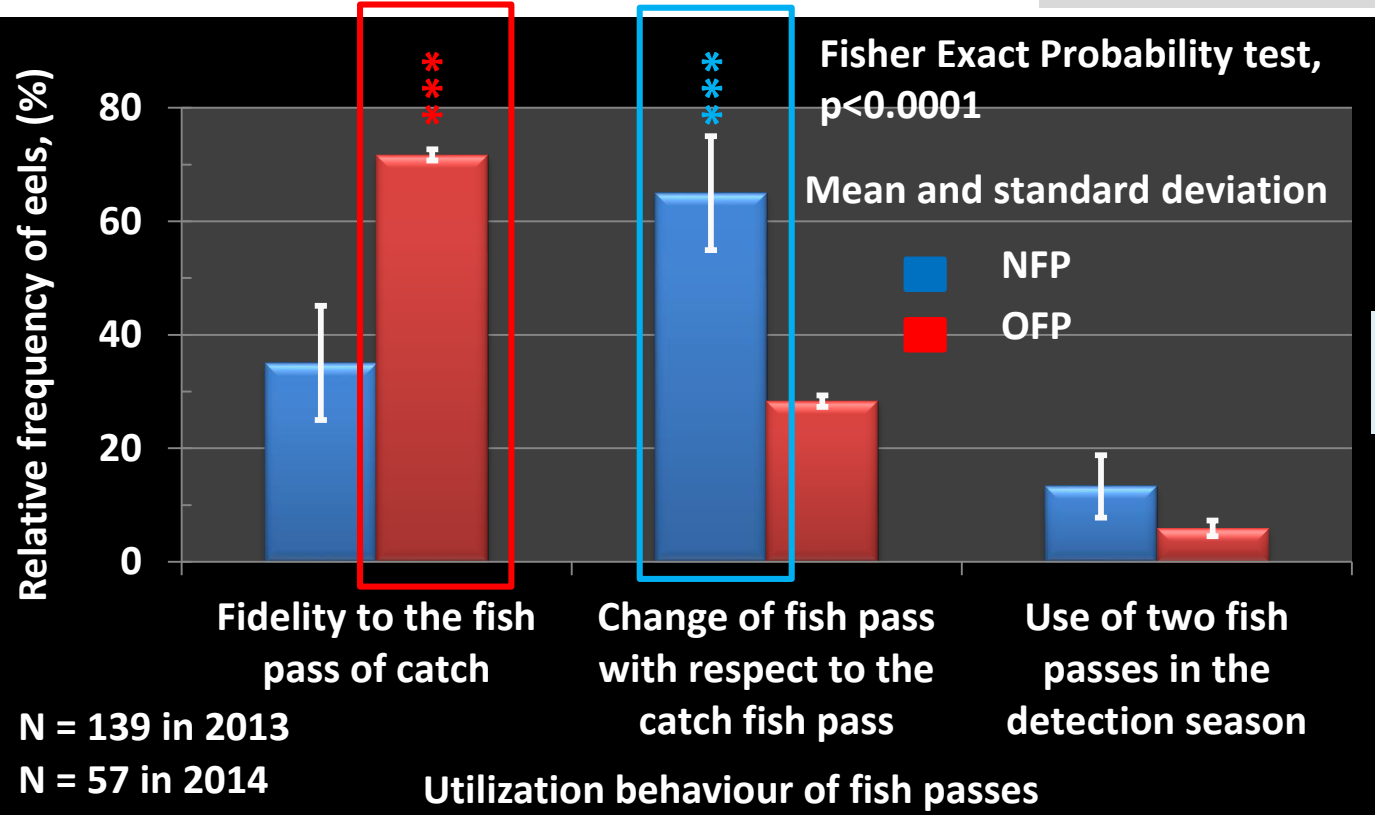 Relative frequency of eels, (%)
80
60
40
20
0
***
***
Fisher Exact Probability test,
p<0.0001
Mean and standard deviation
NFP
OFP
Fidelity to the fish
pass of catch
Change of fish pass
with respect to the
catch fish pass
Use of two fish
passes in the
detection season
N = 139 in 2013
N = 57 in 2014
Utilization behaviour of fish passes